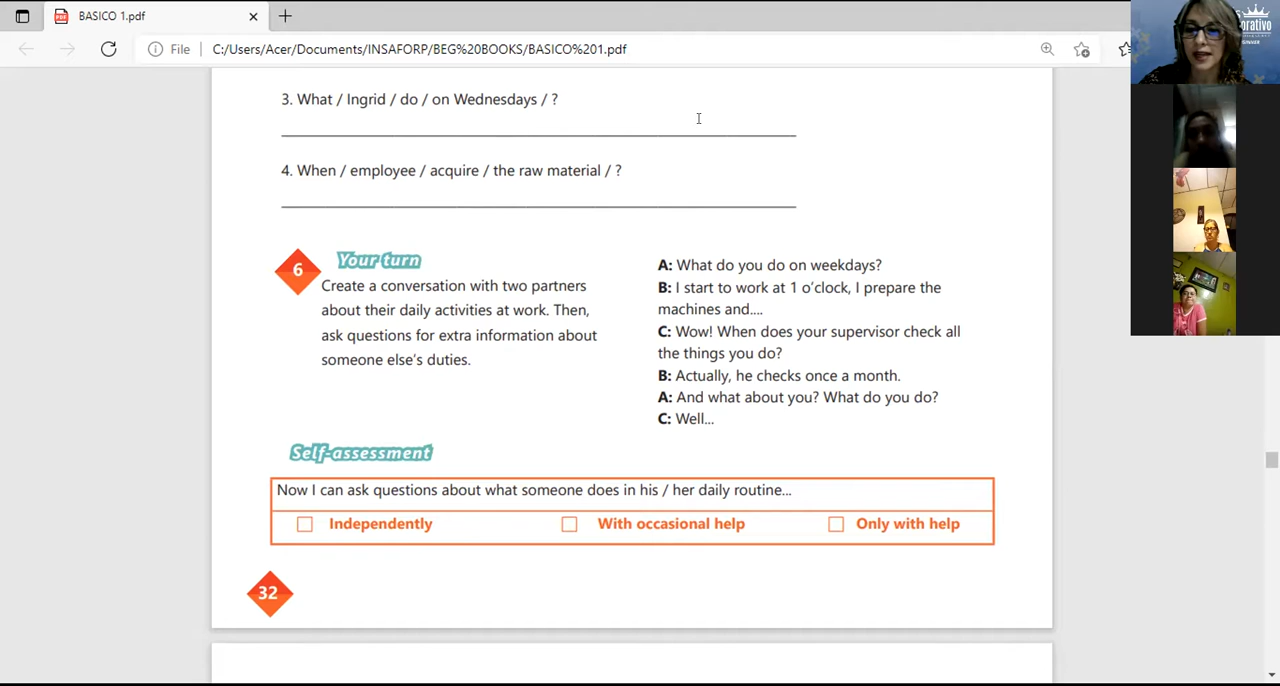 BASICO 1.pdf
File
C:/Users/Acer/Documents/INSAFORP/BEG%20BOOKS/BASICO%201.pdf
3. What / Ingrid / do / on Wednesdays / ?
4. When / employee / acquire / the raw material / ?
6
Your turn
Create a conversation with two partners
about their daily activities at work. Then,
ask questions for extra information about
someone else's duties.
A: What do you do on weekdays?
B: I start to work at 1 o'clock, I prepare the
machines and....
C: Wow! When does your supervisor check all
the things you do?
B: Actually, he checks once a month.
A: And what about you? What do you do?
C: Well...
Self-assessment
Now I can ask questions about what someone does in his / her daily routine...
Independently
With occasional help
Only with help
32